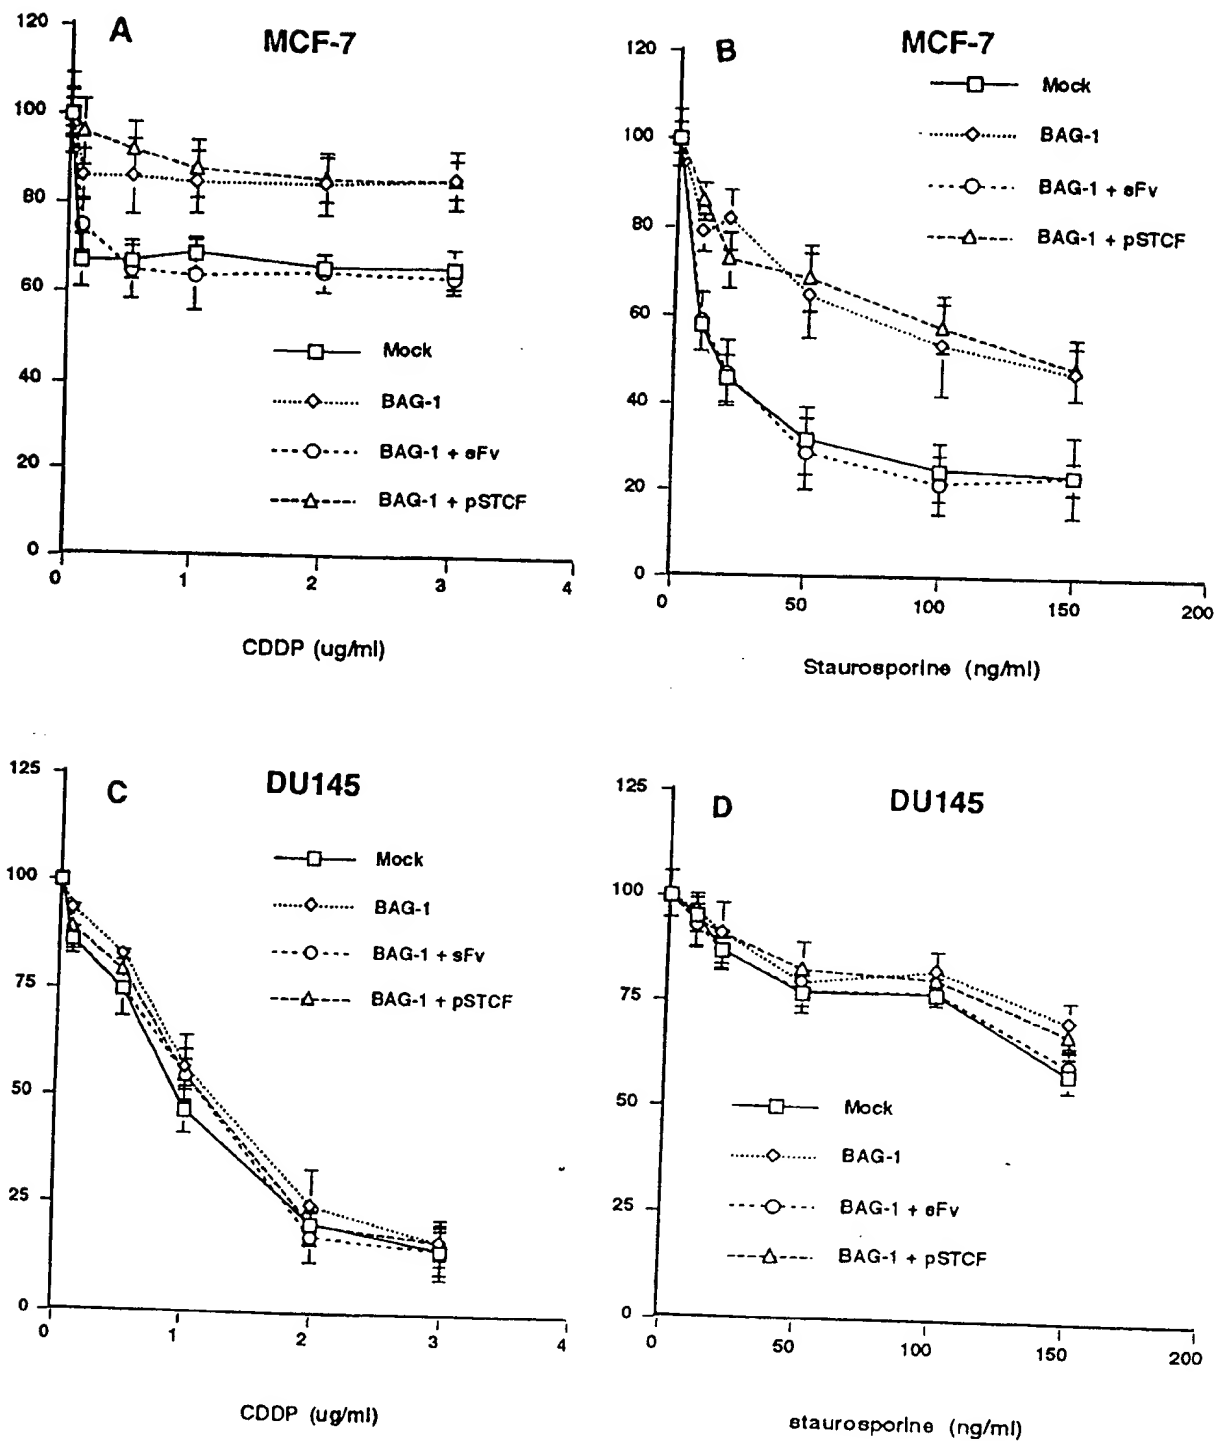 A MCF-7
120
100
80
60
40
20
0
Mock
BAG-1
BAG-1 + sFv
BAG-1 + pSTCF
0 1 2 3 4
CDDP (ug/ml)
B MCF-7
120
100
80
60
40
20
0
Mock
BAG-1
BAG-1 + sFv
BAG-1 + pSTCF
0 50 100 150 200
Staurosporine (ng/ml)
C DU145
125
100
75
50
25
0
Mock
BAG-1
BAG-1 + sFv
BAG-1 + pSTCF
0 1 2 3 4
CDDP (ug/ml)
D DU145
125
100
75
50
25
0
Mock
BAG-1
BAG-1 + sFv
BAG-1 + pSTCF
0 50 100 150 200
staurosporine (ng/ml)